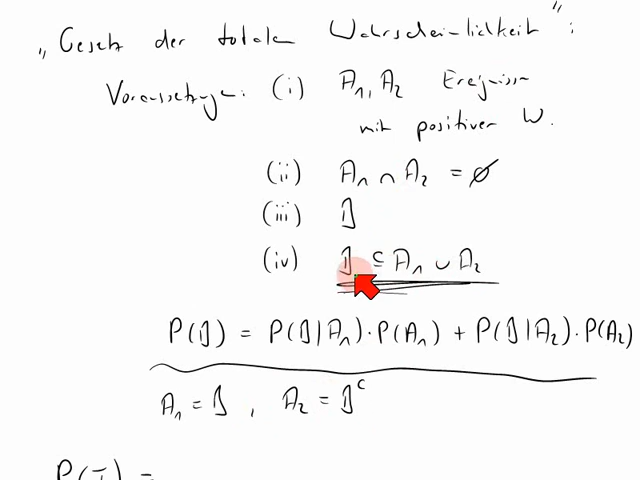 „Gesetz der totalen Wahrscheinlichkeit":
Voraussetzungen: (i) A₁, A₂ Ereignisse
mit positiver W.
(ii) A₁ ∩ A₂ = ∅
(iii) B
(iv) B ⊆ A₁ ∪ A₂
P(B) = P(B|A₁)·P(A₁) + P(B|A₂)·P(A₂)
A₁ = B , A₂ = Bᶜ
P(I) =